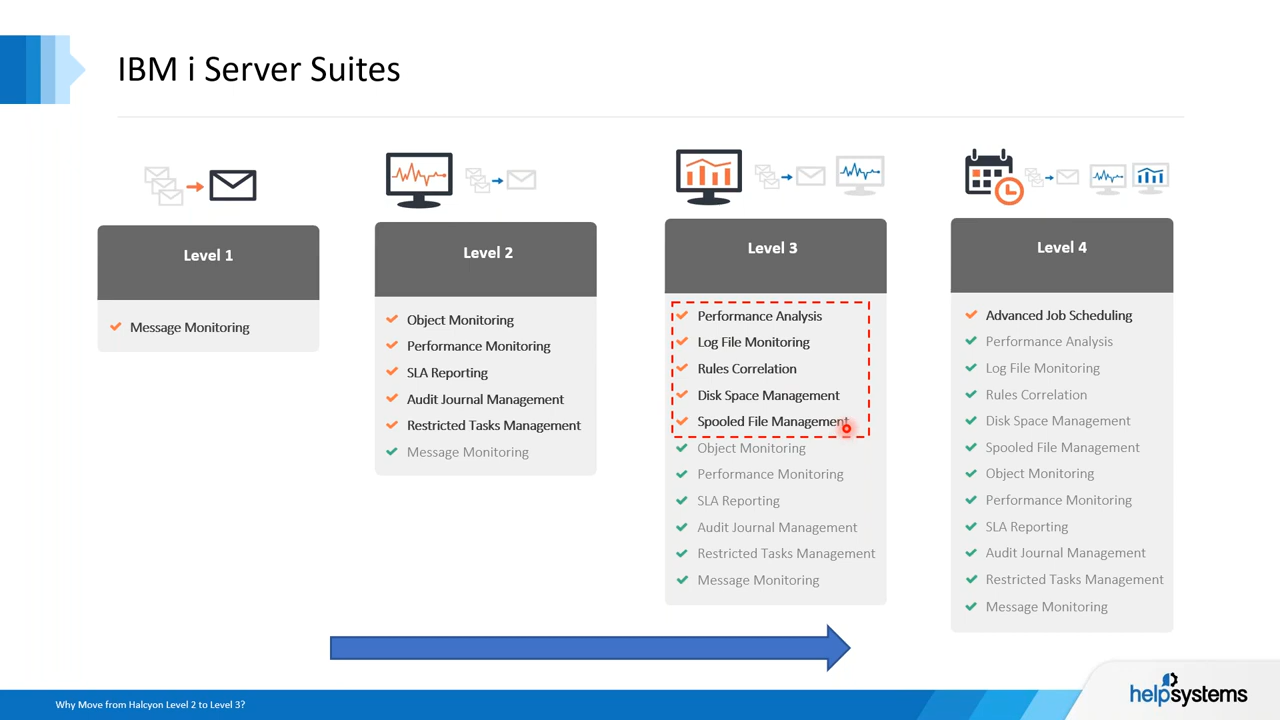 IBM i Server Suites
Level 1
Message Monitoring
Level 2
Object Monitoring
Performance Monitoring
SLA Reporting
Audit Journal Management
Restricted Tasks Management
Message Monitoring
Level 3
Performance Analysis
Log File Monitoring
Rules Correlation
Disk Space Management
Spooled File Management
Object Monitoring
Performance Monitoring
SLA Reporting
Audit Journal Management
Restricted Tasks Management
Message Monitoring
Level 4
Advanced Job Scheduling
Performance Analysis
Log File Monitoring
Rules Correlation
Disk Space Management
Spooled File Management
Object Monitoring
Performance Monitoring
SLA Reporting
Audit Journal Management
Restricted Tasks Management
Message Monitoring
Why Move from Halcyon Level 2 to Level 3?
helpsystems